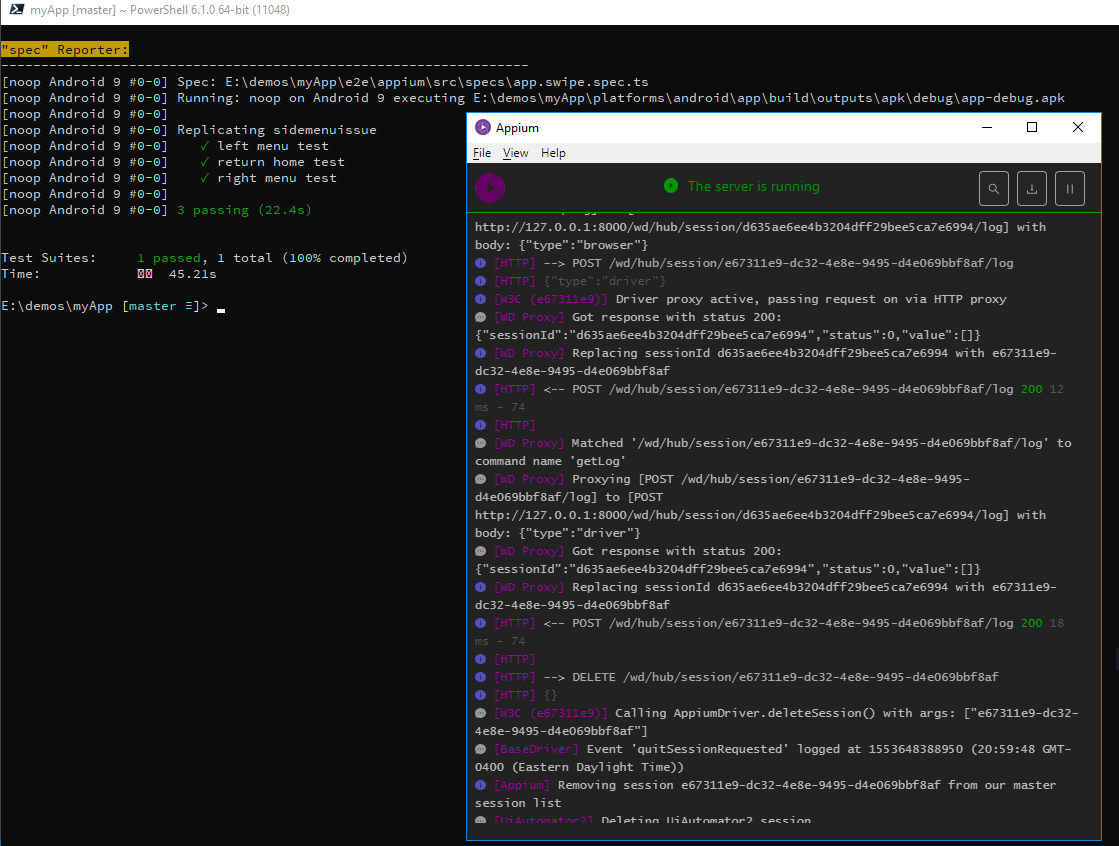 myApp [master] ~ PowerShell 6.1.0 64-bit (11048)
"spec" Reporter:
------------------------------------------------------------------
[noop Android 9 #0-0] Spec: E:\demos\myApp\e2e\appium\src\specs\app.swipe.spec.ts
[noop Android 9 #0-0] Running: noop on Android 9 executing E:\demos\myApp\platforms\android\app\build\outputs\apk\debug\app-debug.apk
[noop Android 9 #0-0]
[noop Android 9 #0-0] Replicating sidemenuissue
[noop Android 9 #0-0]    ✓ left menu test
[noop Android 9 #0-0]    ✓ return home test
[noop Android 9 #0-0]    ✓ right menu test
[noop Android 9 #0-0]
[noop Android 9 #0-0] 3 passing (22.4s)
Test Suites:     1 passed, 1 total (100% completed)
Time:            45.21s
E:\demos\myApp [master ≡]>
Appium
File View Help
The server is running
http://127.0.0.1:8000/wd/hub/session/d635ae6ee4b3204dff29bee5ca7e6994/log] with
body: {"type":"browser"}
[HTTP] --> POST /wd/hub/session/e67311e9-dc32-4e8e-9495-d4e069bbf8af/log
[HTTP] {"type":"driver"}
[W3C (e67311e9)] Driver proxy active, passing request on via HTTP proxy
[WD Proxy] Got response with status 200:
{"sessionId":"d635ae6ee4b3204dff29bee5ca7e6994","status":0,"value":[]}
[WD Proxy] Replacing sessionId d635ae6ee4b3204dff29bee5ca7e6994 with e67311e9-
dc32-4e8e-9495-d4e069bbf8af
[HTTP] <-- POST /wd/hub/session/e67311e9-dc32-4e8e-9495-d4e069bbf8af/log 200 12
ms - 74
[HTTP]
[WD Proxy] Matched '/wd/hub/session/e67311e9-dc32-4e8e-9495-d4e069bbf8af/log' to
command name 'getLog'
[WD Proxy] Proxying [POST /wd/hub/session/e67311e9-dc32-4e8e-9495-
d4e069bbf8af/log] to [POST
http://127.0.0.1:8000/wd/hub/session/d635ae6ee4b3204dff29bee5ca7e6994/log] with
body: {"type":"driver"}
[WD Proxy] Got response with status 200:
{"sessionId":"d635ae6ee4b3204dff29bee5ca7e6994","status":0,"value":[]}
[WD Proxy] Replacing sessionId d635ae6ee4b3204dff29bee5ca7e6994 with e67311e9-
dc32-4e8e-9495-d4e069bbf8af
[HTTP] <-- POST /wd/hub/session/e67311e9-dc32-4e8e-9495-d4e069bbf8af/log 200 18
ms - 74
[HTTP]
[HTTP] --> DELETE /wd/hub/session/e67311e9-dc32-4e8e-9495-d4e069bbf8af
[HTTP] {}
[W3C (e67311e9)] Calling AppiumDriver.deleteSession() with args: ["e67311e9-dc32-
4e8e-9495-d4e069bbf8af"]
[BaseDriver] Event 'quitSessionRequested' logged at 1553648388950 (20:59:48 GMT-
0400 (Eastern Daylight Time))
[Appium] Removing session e67311e9-dc32-4e8e-9495-d4e069bbf8af from our master
session list
[UiAutomator2] Deleting UiAutomator2 session